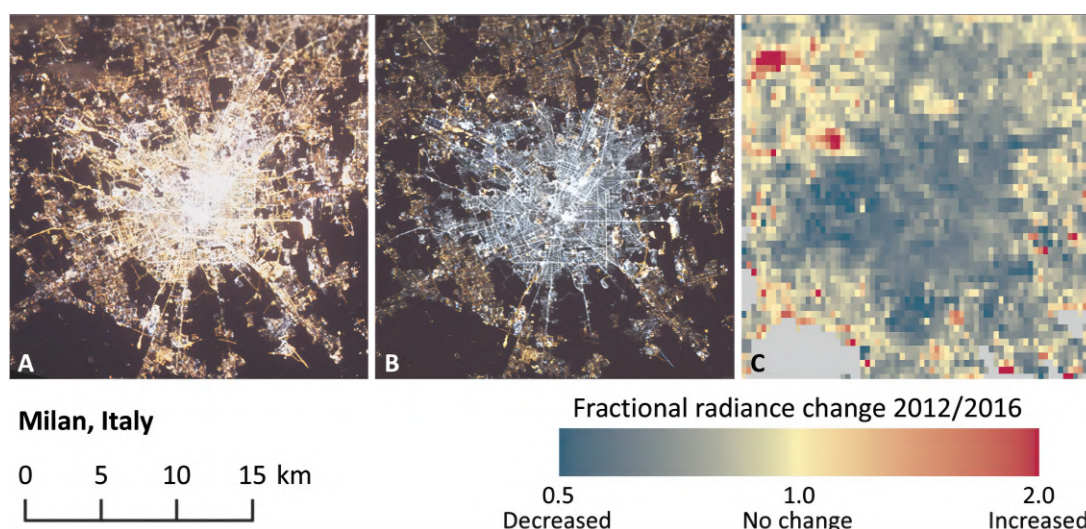 A
B
C
Milan, Italy
0 5 10 15 km
Fractional radiance change 2012/2016
0.5 1.0 2.0
Decreased No change Increased